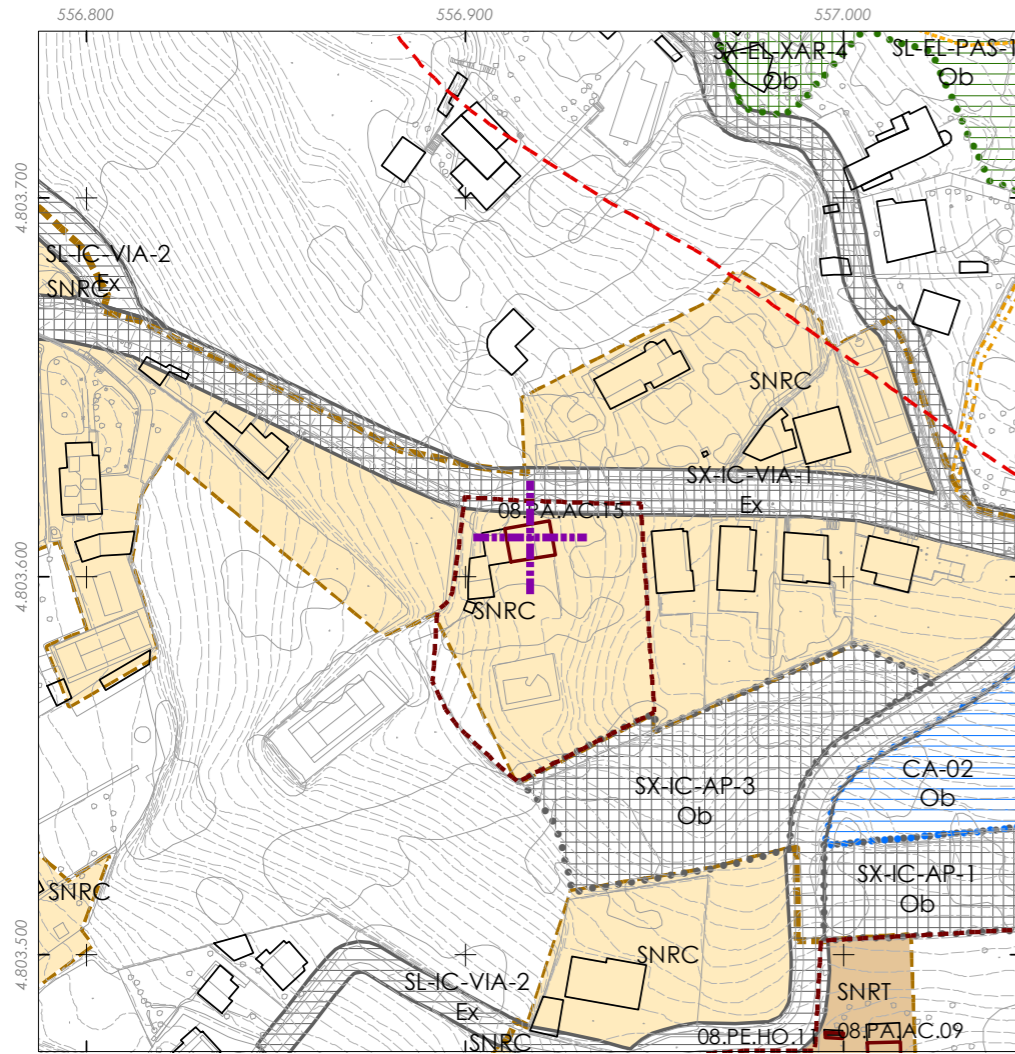 556.800
556.900
557.000
SX-EL-XAR-4
Ob
SL-EL-PAS-1
Ob
4.803.700
SL-IC-VIA-2
Ex
SNRC
SNRC
SX-IC-VIA-1
Ex
08.PA.AC.15
4.803.600
SNRC
CA-02
Ob
SX-IC-AP-3
Ob
SX-IC-AP-1
Ob
SNRC
4.803.500
SNRC
SL-IC-VIA-2
Ex
SNRT
SNRC
08.PE.HO.11
08.PA.AC.09